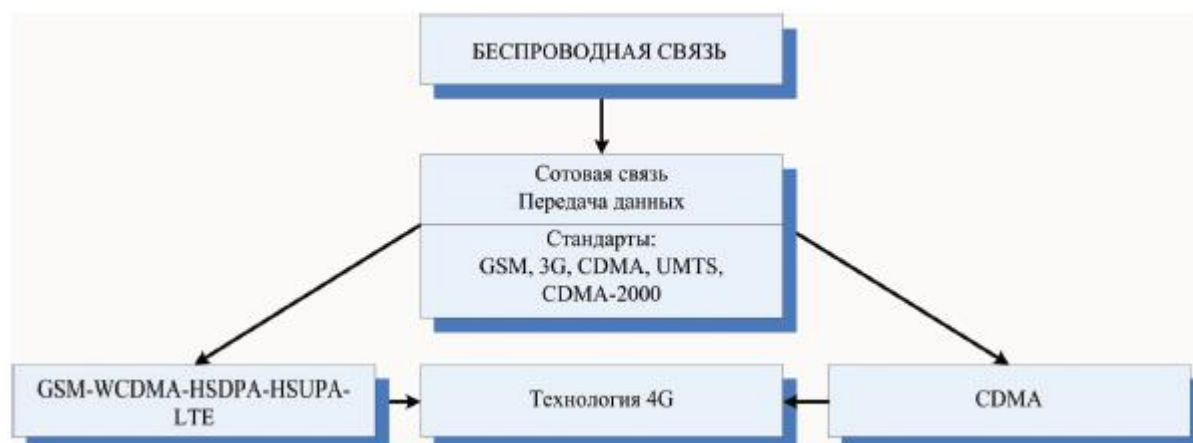 БЕСПРОВОДНАЯ СВЯЗЬ
Сотовая связь
Передача данных
Стандарты:
GSM, 3G, CDMA, UMTS,
CDMA-2000
GSM-WCDMA-HSDPA-HSUPA-
LTE
Технология 4G
CDMA